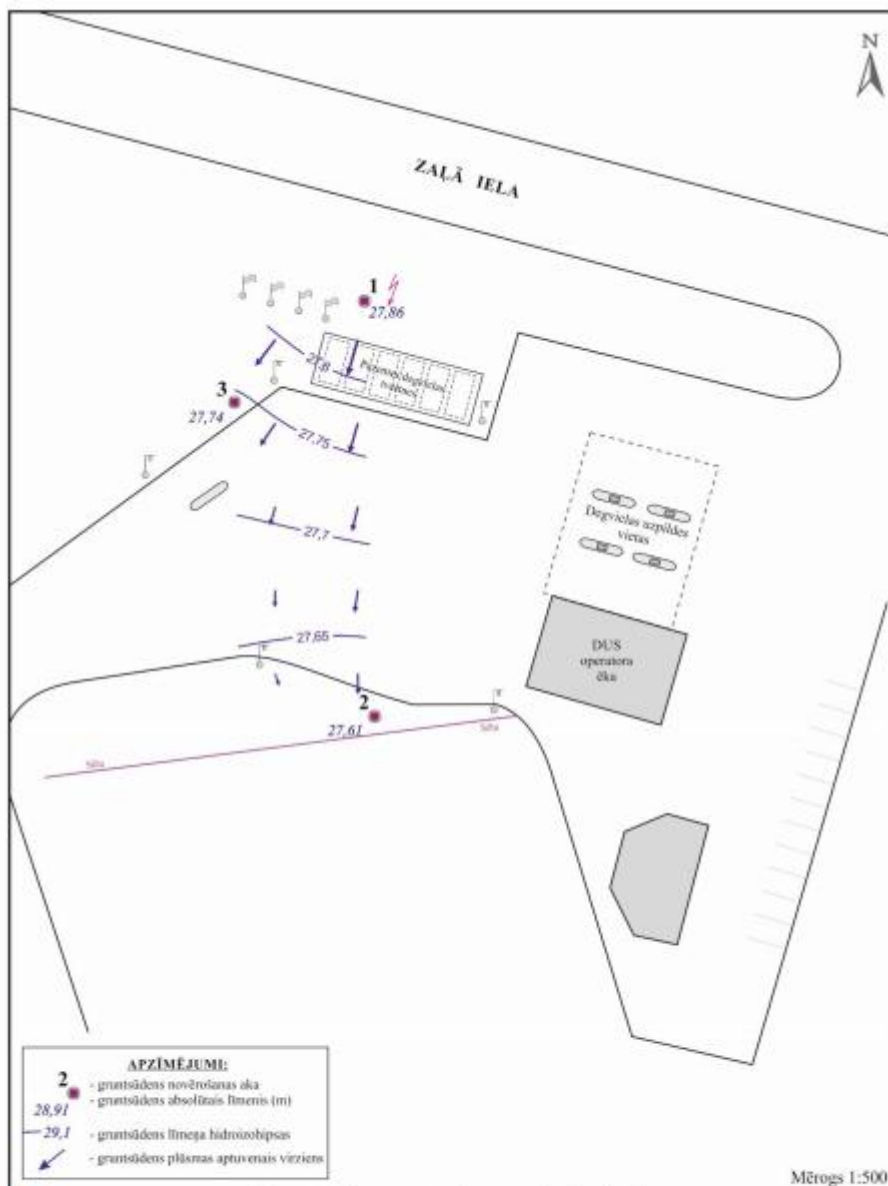 N
ZAĻĀ IELA
1
27,86
27,8
Pazemes degvielas
tvertnes
3
27,74
27,75
27,7
Degvielas uzpildes
vietas
27,65
DUS
operatora
ēka
2
27,61
APZĪMĒJUMI:
2
- gruntsūdens novērošanas aka
- gruntsūdens absolūtais līmenis (m)
28,91
29,1
- gruntsūdens līmeņa hidroizohipsas
- gruntsūdens plūsmas aptuvenais virziens
Mērogs 1:500